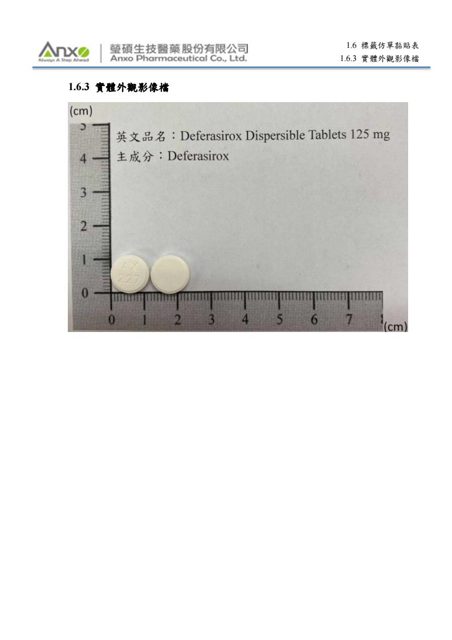 Anxo
Always A Step Ahead
瑩碩生技醫藥股份有限公司
Anxo Pharmaceutical Co., Ltd.
1.6 標籤仿單黏貼表
1.6.3 實體外觀影像檔
1.6.3 實體外觀影像檔
(cm)
英文品名：Deferasirox Dispersible Tablets 125 mg
主成分：Deferasirox
5
4
3
2
1
0
0 1 2 3 4 5 6 7
(cm)